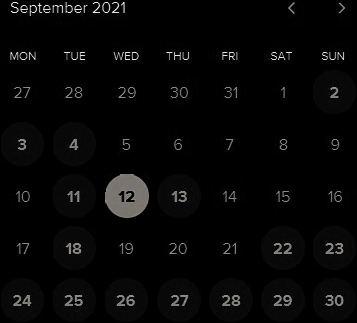 September 2021
MON TUE WED THU FRI SAT SUN
27 28 29 30 31 1 2
3 4 5 6 7 8 9
10 11 12 13 14 15 16
17 18 19 20 21 22 23
24 25 26 27 28 29 30